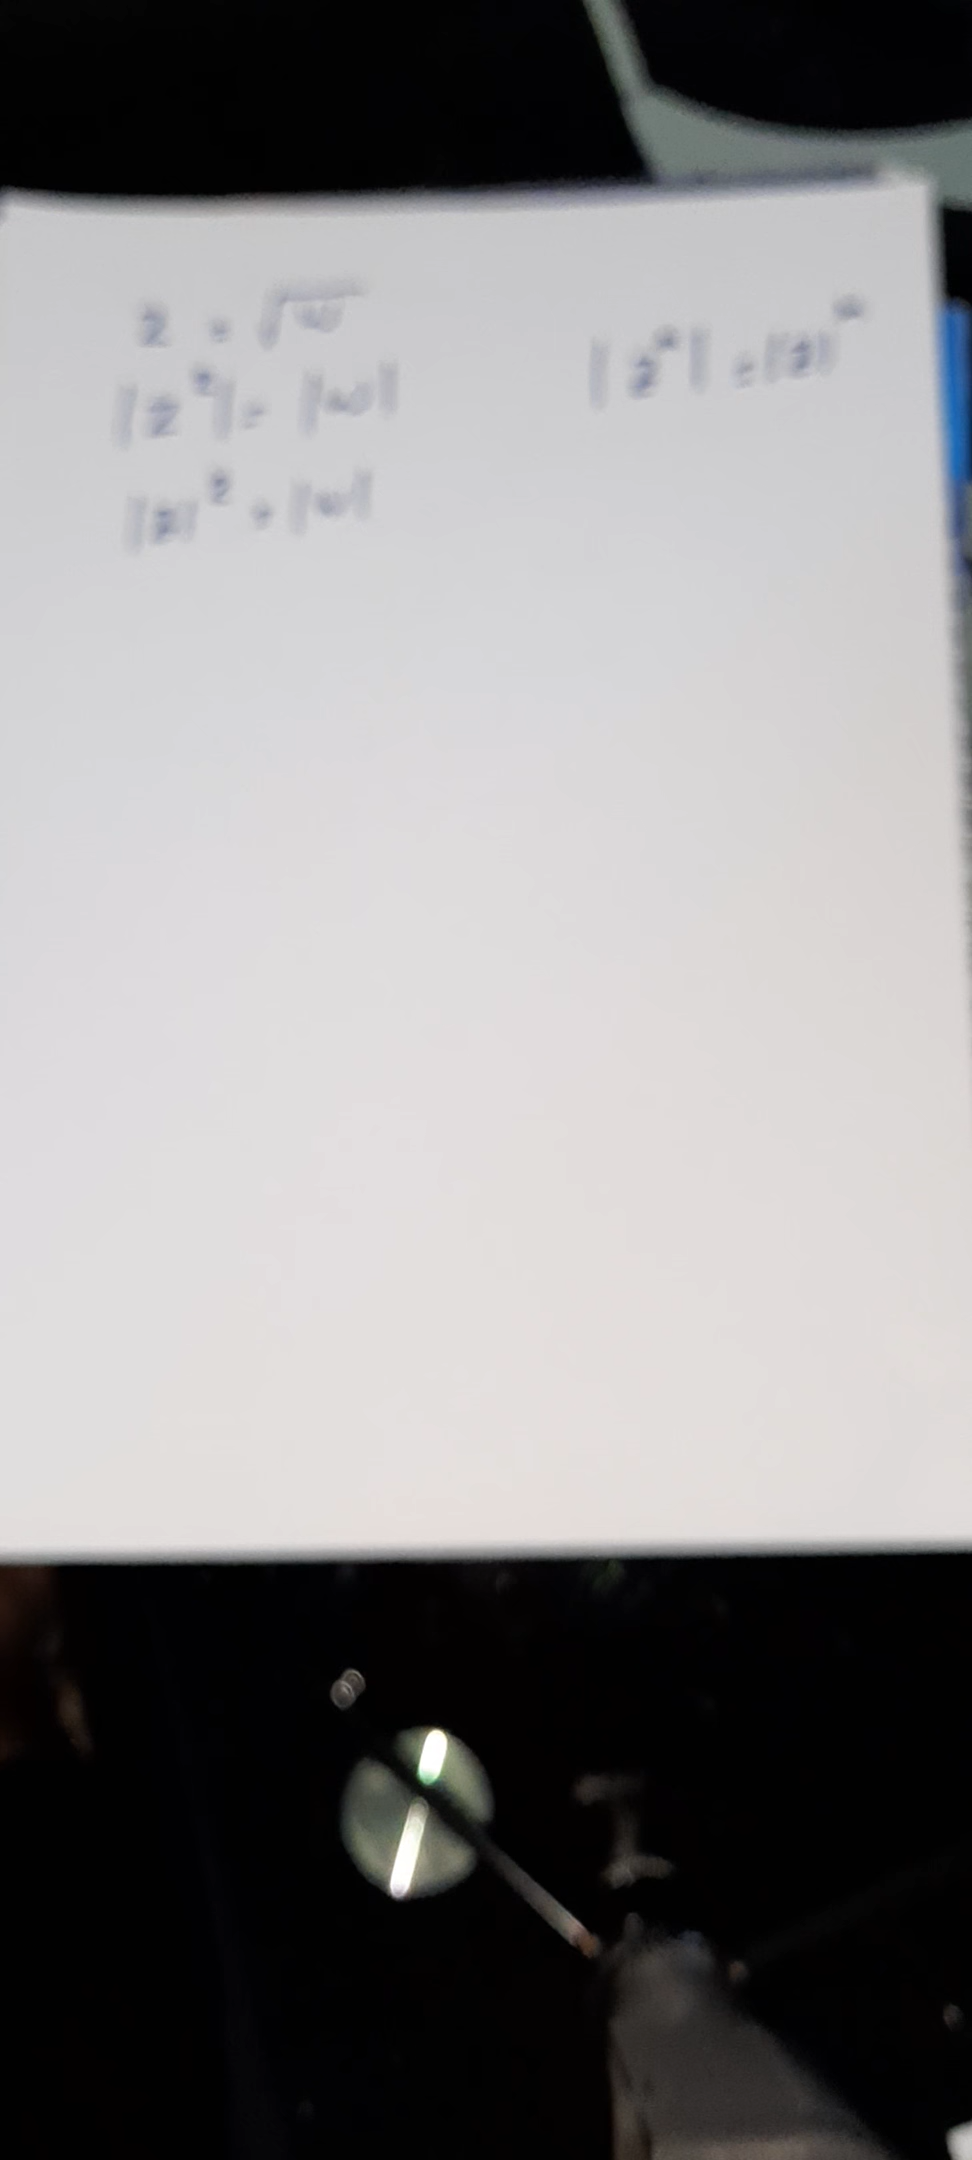 z = √w
|z²| = |w|
|z|² = |w|
|zⁿ| = |z|ⁿ